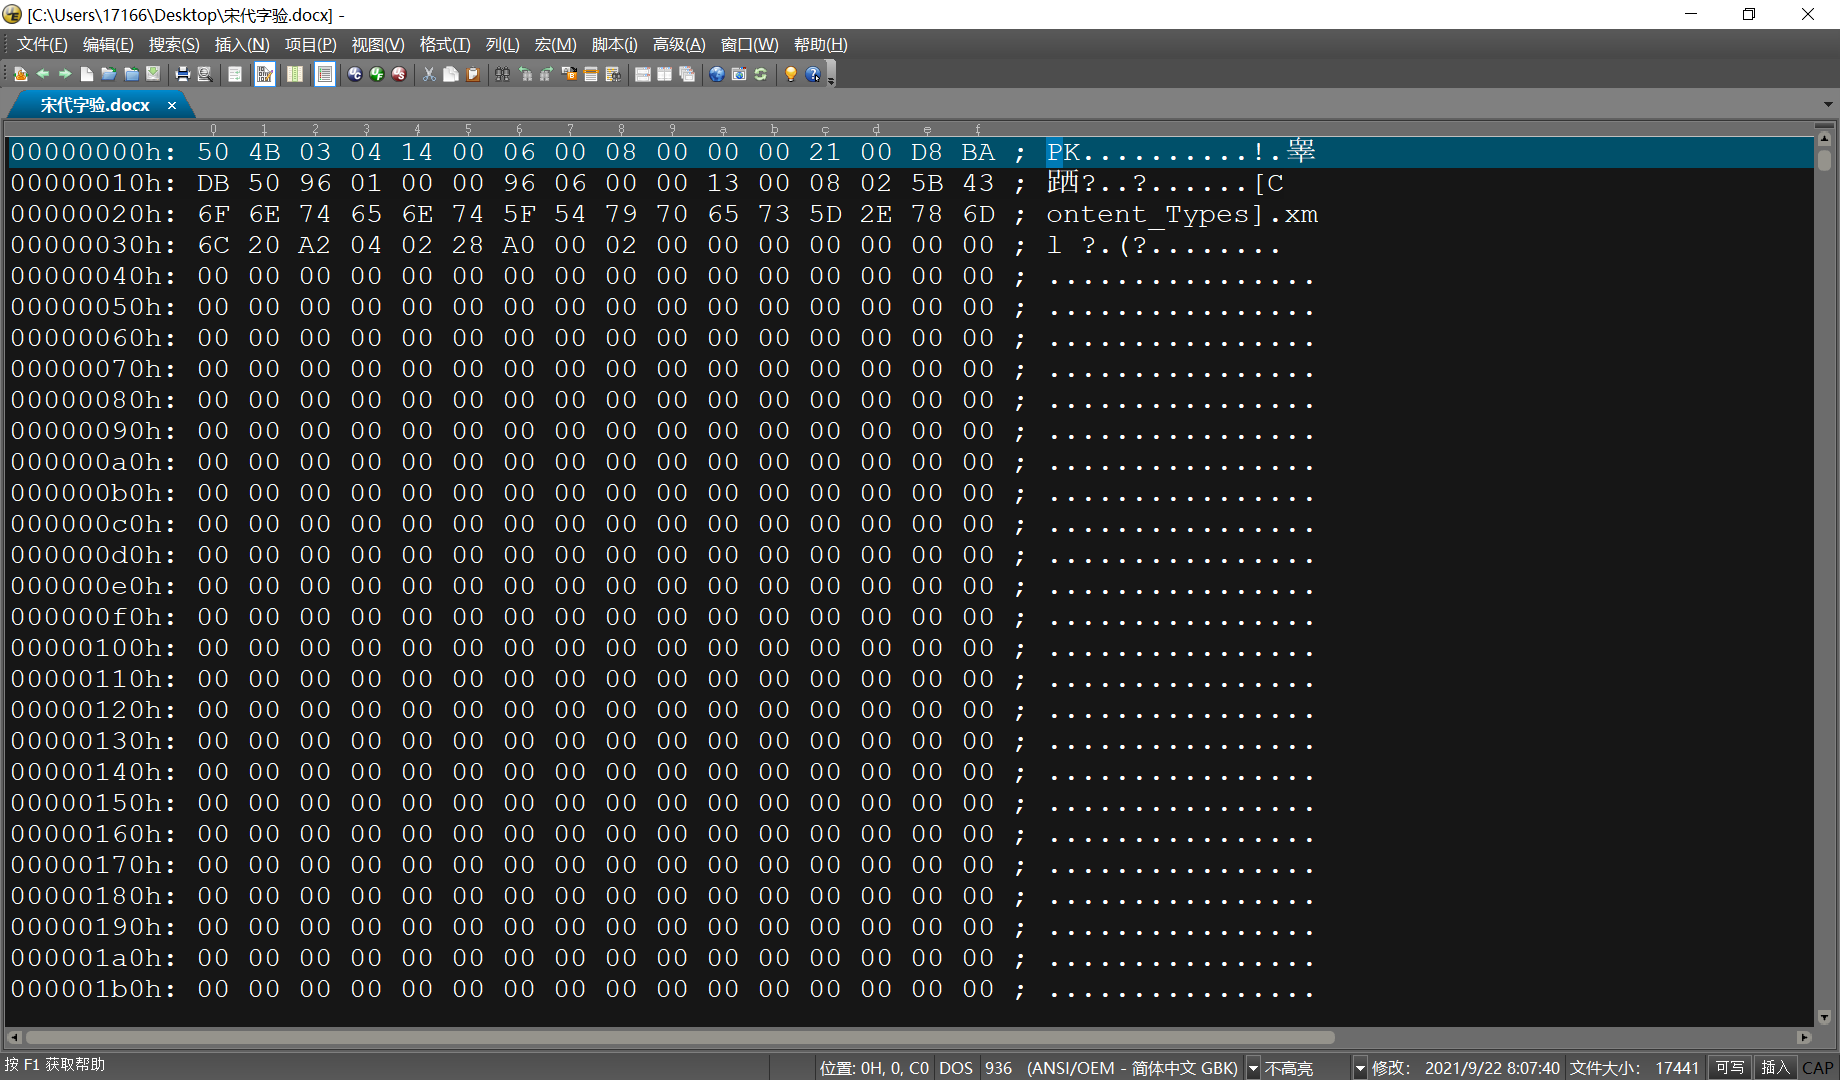 [C:\Users\17166\Desktop\宋代字验.docx] -
文件(F) 编辑(E) 搜索(S) 插入(N) 项目(P) 视图(V) 格式(T) 列(L) 宏(M) 脚本(i) 高级(A) 窗口(W) 帮助(H)
宋代字验.docx ×
0 1 2 3 4 5 6 7 8 9 a b c d e f
00000000h: 50 4B 03 04 14 00 06 00 08 00 00 00 21 00 D8 BA ; PK..........!.睾
00000010h: DB 50 96 01 00 00 96 06 00 00 13 00 08 02 5B 43 ; 跴?..?......[C
00000020h: 6F 6E 74 65 6E 74 5F 54 79 70 65 73 5D 2E 78 6D ; ontent_Types].xm
00000030h: 6C 20 A2 04 02 28 A0 00 02 00 00 00 00 00 00 00 ; l ?.(?........
00000040h: 00 00 00 00 00 00 00 00 00 00 00 00 00 00 00 00 ; ................
00000050h: 00 00 00 00 00 00 00 00 00 00 00 00 00 00 00 00 ; ................
00000060h: 00 00 00 00 00 00 00 00 00 00 00 00 00 00 00 00 ; ................
00000070h: 00 00 00 00 00 00 00 00 00 00 00 00 00 00 00 00 ; ................
00000080h: 00 00 00 00 00 00 00 00 00 00 00 00 00 00 00 00 ; ................
00000090h: 00 00 00 00 00 00 00 00 00 00 00 00 00 00 00 00 ; ................
000000a0h: 00 00 00 00 00 00 00 00 00 00 00 00 00 00 00 00 ; ................
000000b0h: 00 00 00 00 00 00 00 00 00 00 00 00 00 00 00 00 ; ................
000000c0h: 00 00 00 00 00 00 00 00 00 00 00 00 00 00 00 00 ; ................
000000d0h: 00 00 00 00 00 00 00 00 00 00 00 00 00 00 00 00 ; ................
000000e0h: 00 00 00 00 00 00 00 00 00 00 00 00 00 00 00 00 ; ................
000000f0h: 00 00 00 00 00 00 00 00 00 00 00 00 00 00 00 00 ; ................
00000100h: 00 00 00 00 00 00 00 00 00 00 00 00 00 00 00 00 ; ................
00000110h: 00 00 00 00 00 00 00 00 00 00 00 00 00 00 00 00 ; ................
00000120h: 00 00 00 00 00 00 00 00 00 00 00 00 00 00 00 00 ; ................
00000130h: 00 00 00 00 00 00 00 00 00 00 00 00 00 00 00 00 ; ................
00000140h: 00 00 00 00 00 00 00 00 00 00 00 00 00 00 00 00 ; ................
00000150h: 00 00 00 00 00 00 00 00 00 00 00 00 00 00 00 00 ; ................
00000160h: 00 00 00 00 00 00 00 00 00 00 00 00 00 00 00 00 ; ................
00000170h: 00 00 00 00 00 00 00 00 00 00 00 00 00 00 00 00 ; ................
00000180h: 00 00 00 00 00 00 00 00 00 00 00 00 00 00 00 00 ; ................
00000190h: 00 00 00 00 00 00 00 00 00 00 00 00 00 00 00 00 ; ................
000001a0h: 00 00 00 00 00 00 00 00 00 00 00 00 00 00 00 00 ; ................
000001b0h: 00 00 00 00 00 00 00 00 00 00 00 00 00 00 00 00 ; ................
按 F1 获取帮助 位置: 0H, 0, C0 DOS 936 (ANSI/OEM - 简体中文 GBK) 不高亮 修改: 2021/9/22 8:07:40 文件大小: 17441 可写 插入 CAP